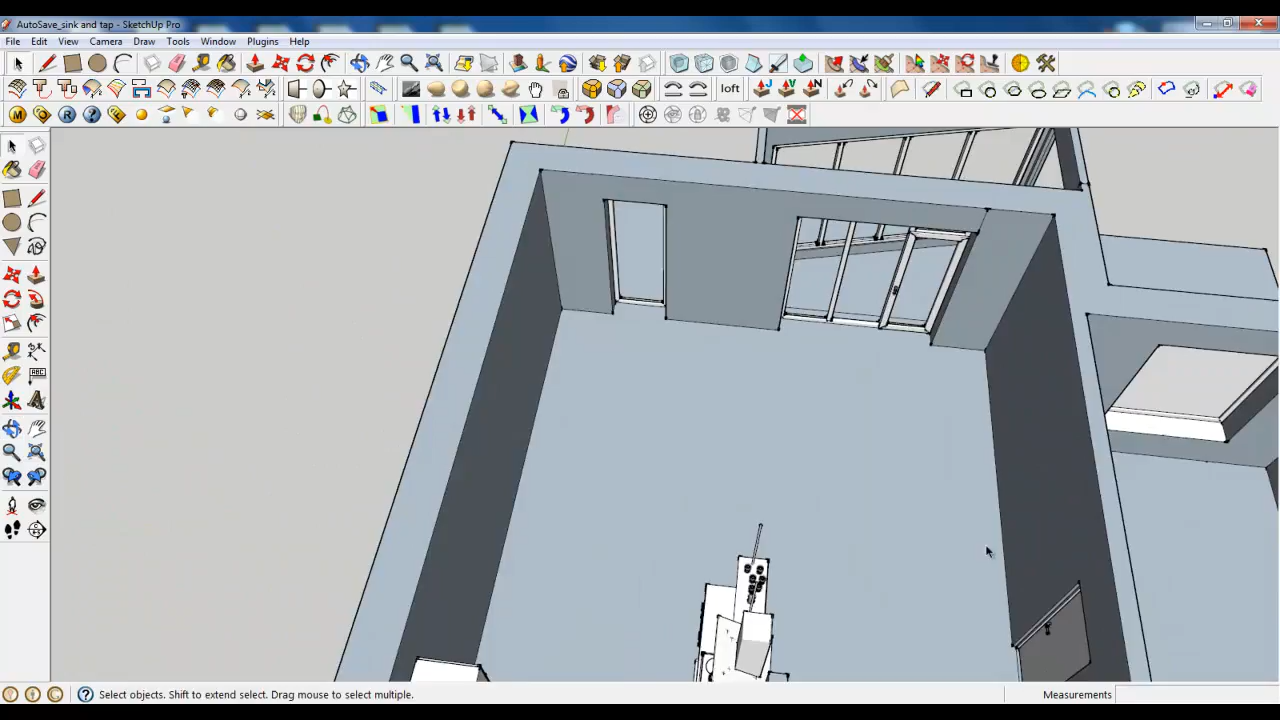 AutoSave_sink and tap - SketchUp Pro
File Edit View Camera Draw Tools Window Plugins Help
loft
V N
M R ?
ABC
Select objects. Shift to extend select. Drag mouse to select multiple.
Measurements